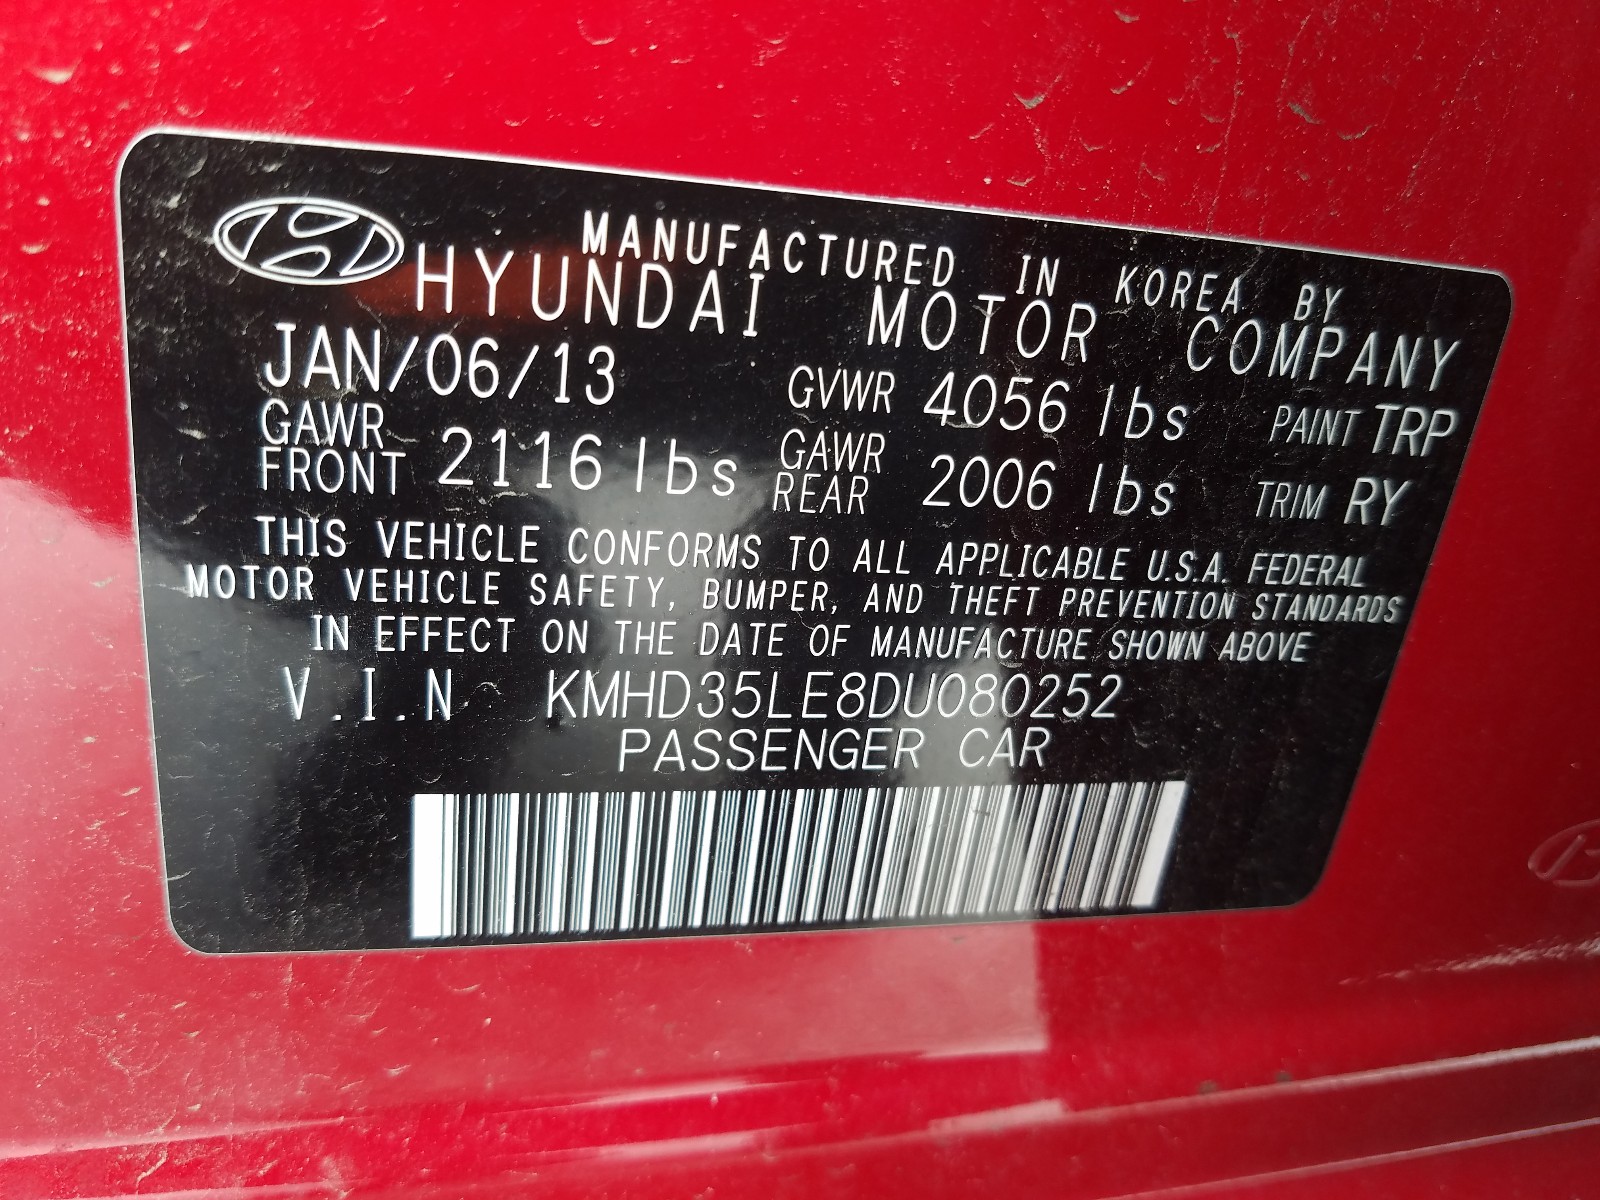 MANUFACTURED IN KOREA BY
HYUNDAI MOTOR COMPANY
JAN/06/13 GVWR 4056 lbs PAINT TRP
GAWR FRONT 2116 lbs GAWR REAR 2006 lbs TRIM RY
THIS VEHICLE CONFORMS TO ALL APPLICABLE U.S.A. FEDERAL
MOTOR VEHICLE SAFETY, BUMPER, AND THEFT PREVENTION STANDARDS
IN EFFECT ON THE DATE OF MANUFACTURE SHOWN ABOVE
V.I.N KMHD35LE8DU080252
PASSENGER CAR